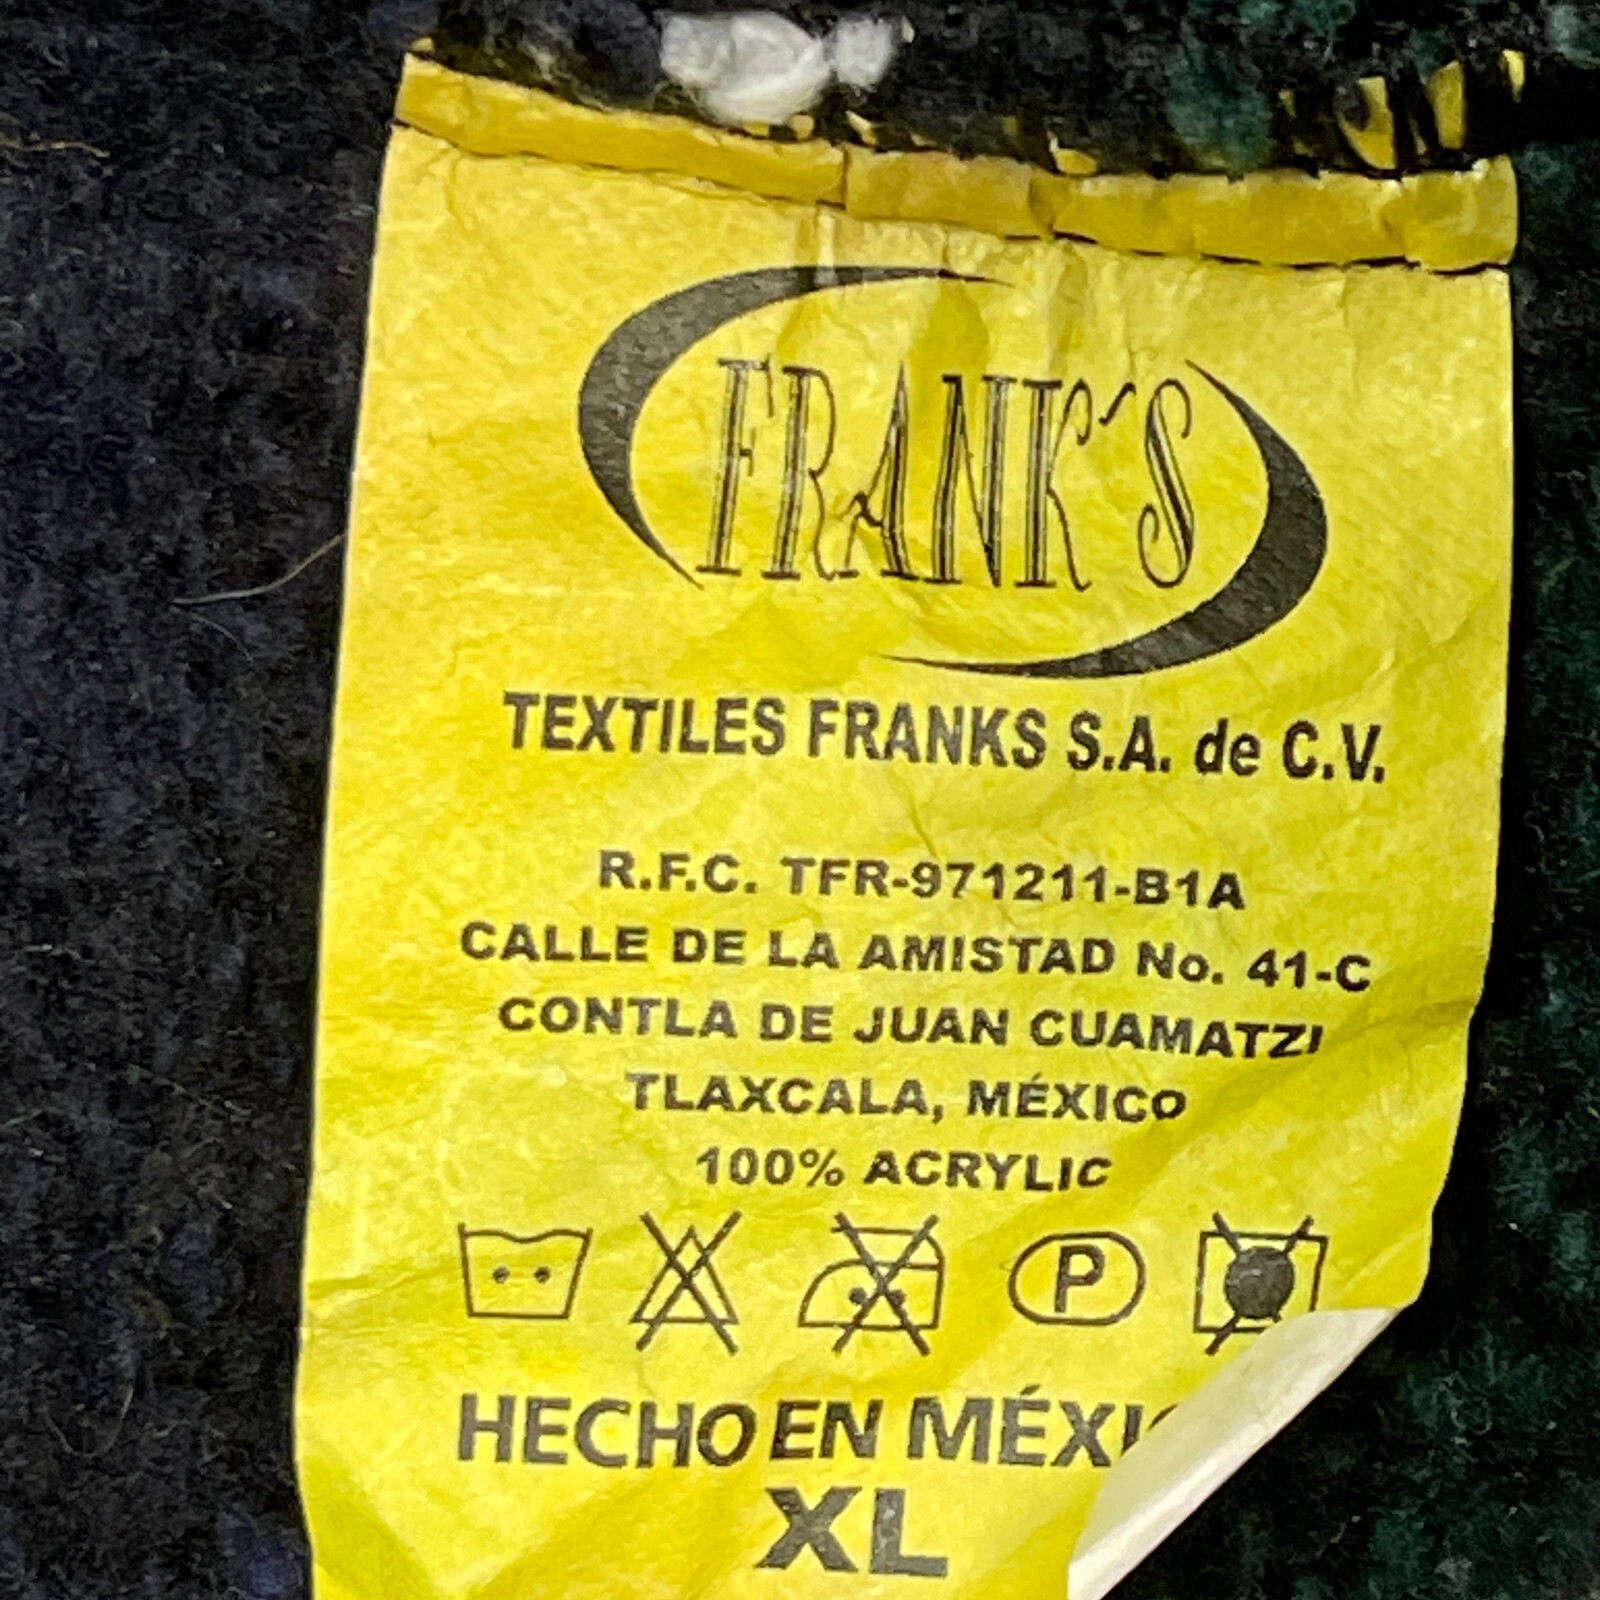 FRANK´S
TEXTILES FRANKS S.A. de C.V.
R.F.C. TFR-971211-B1A
CALLE DE LA AMISTAD No. 41-C
CONTLA DE JUAN CUAMATZI
TLAXCALA, MÉXICO
100% ACRYLIC
P
HECHO EN MÉXIC
XL